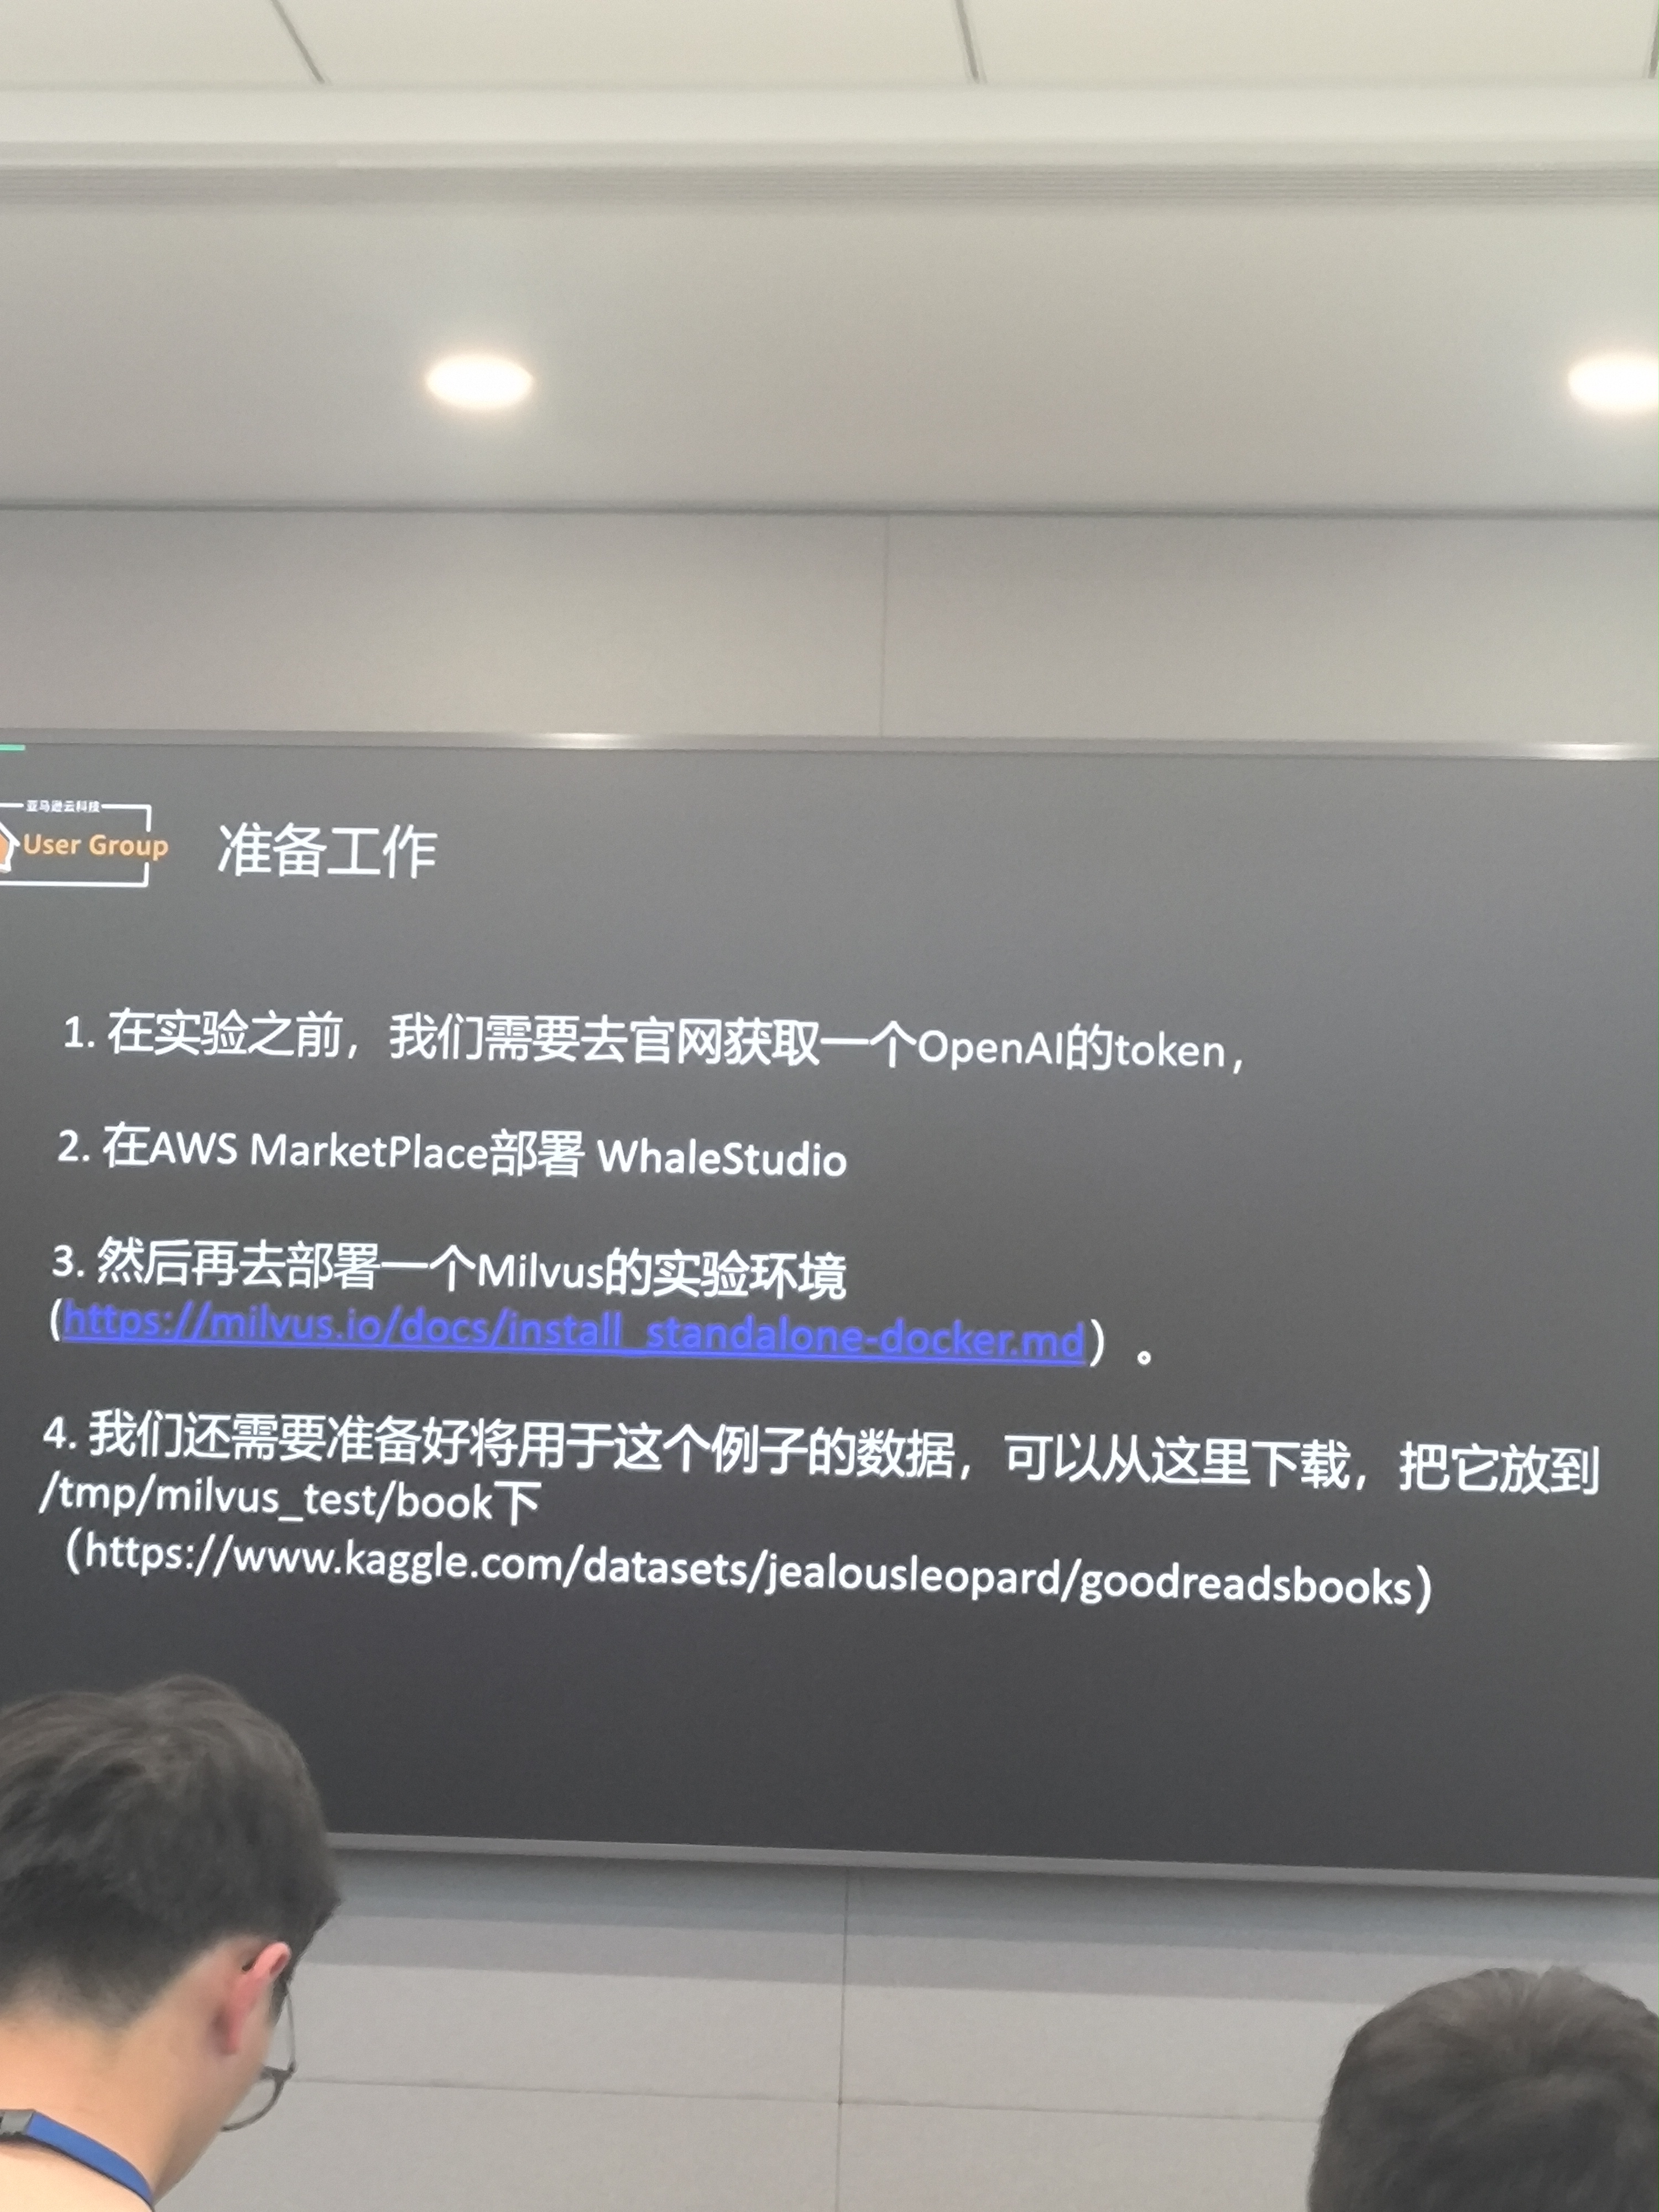 亚马逊云科技
User Group
准备工作
1. 在实验之前，我们需要去官网获取一个OpenAI的token，
2. 在AWS MarketPlace部署 WhaleStudio
3. 然后再去部署一个Milvus的实验环境
(https://milvus.io/docs/install_standalone-docker.md）。
4. 我们还需要准备好将用于这个例子的数据，可以从这里下载，把它放到
/tmp/milvus_test/book下
（https://www.kaggle.com/datasets/jealousleopard/goodreadsbooks）